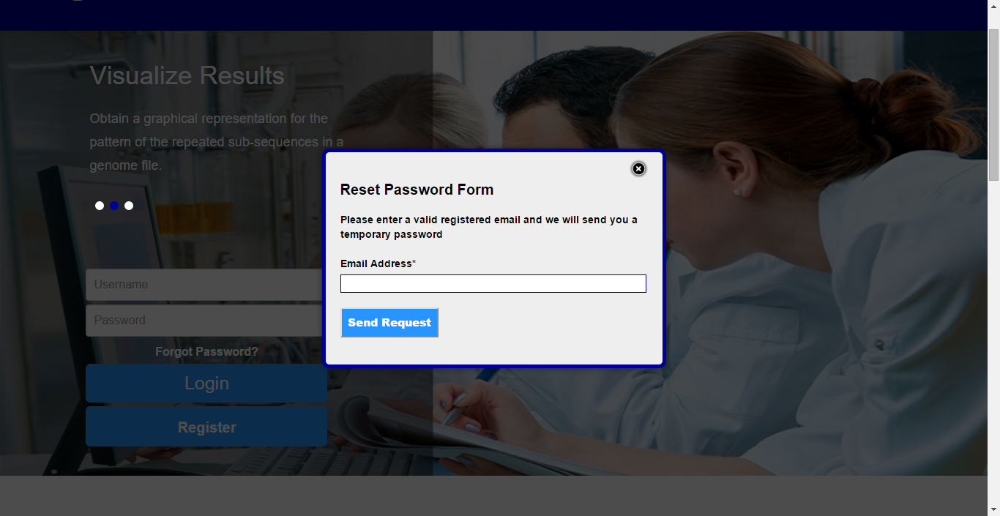 Visualize Results
Obtain a graphical representation for the
pattern of the repeated sub-sequences in a
genome file.
Reset Password Form
Please enter a valid registered email and we will send you a
temporary password
Email Address*
Send Request
Username
Password
Forgot Password?
Login
Register